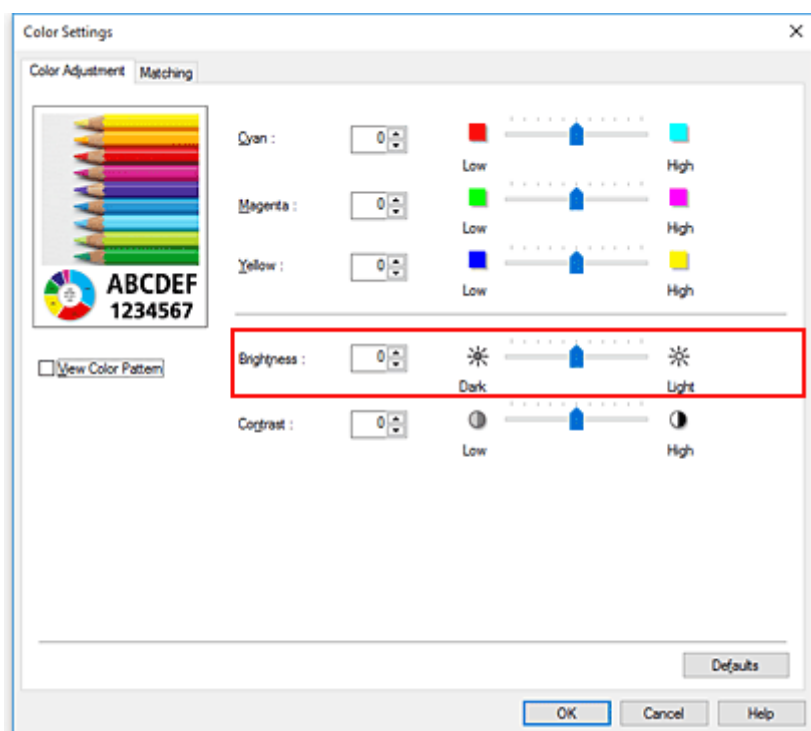 Color Settings
Color Adjustment Matching
Cyan : 0
Low High
Magenta : 0
Low High
Yellow : 0
Low High
ABCDEF
1234567
View Color Pattern
Brightness : 0
Dark Light
Contrast : 0
Low High
Defaults
OK Cancel Help